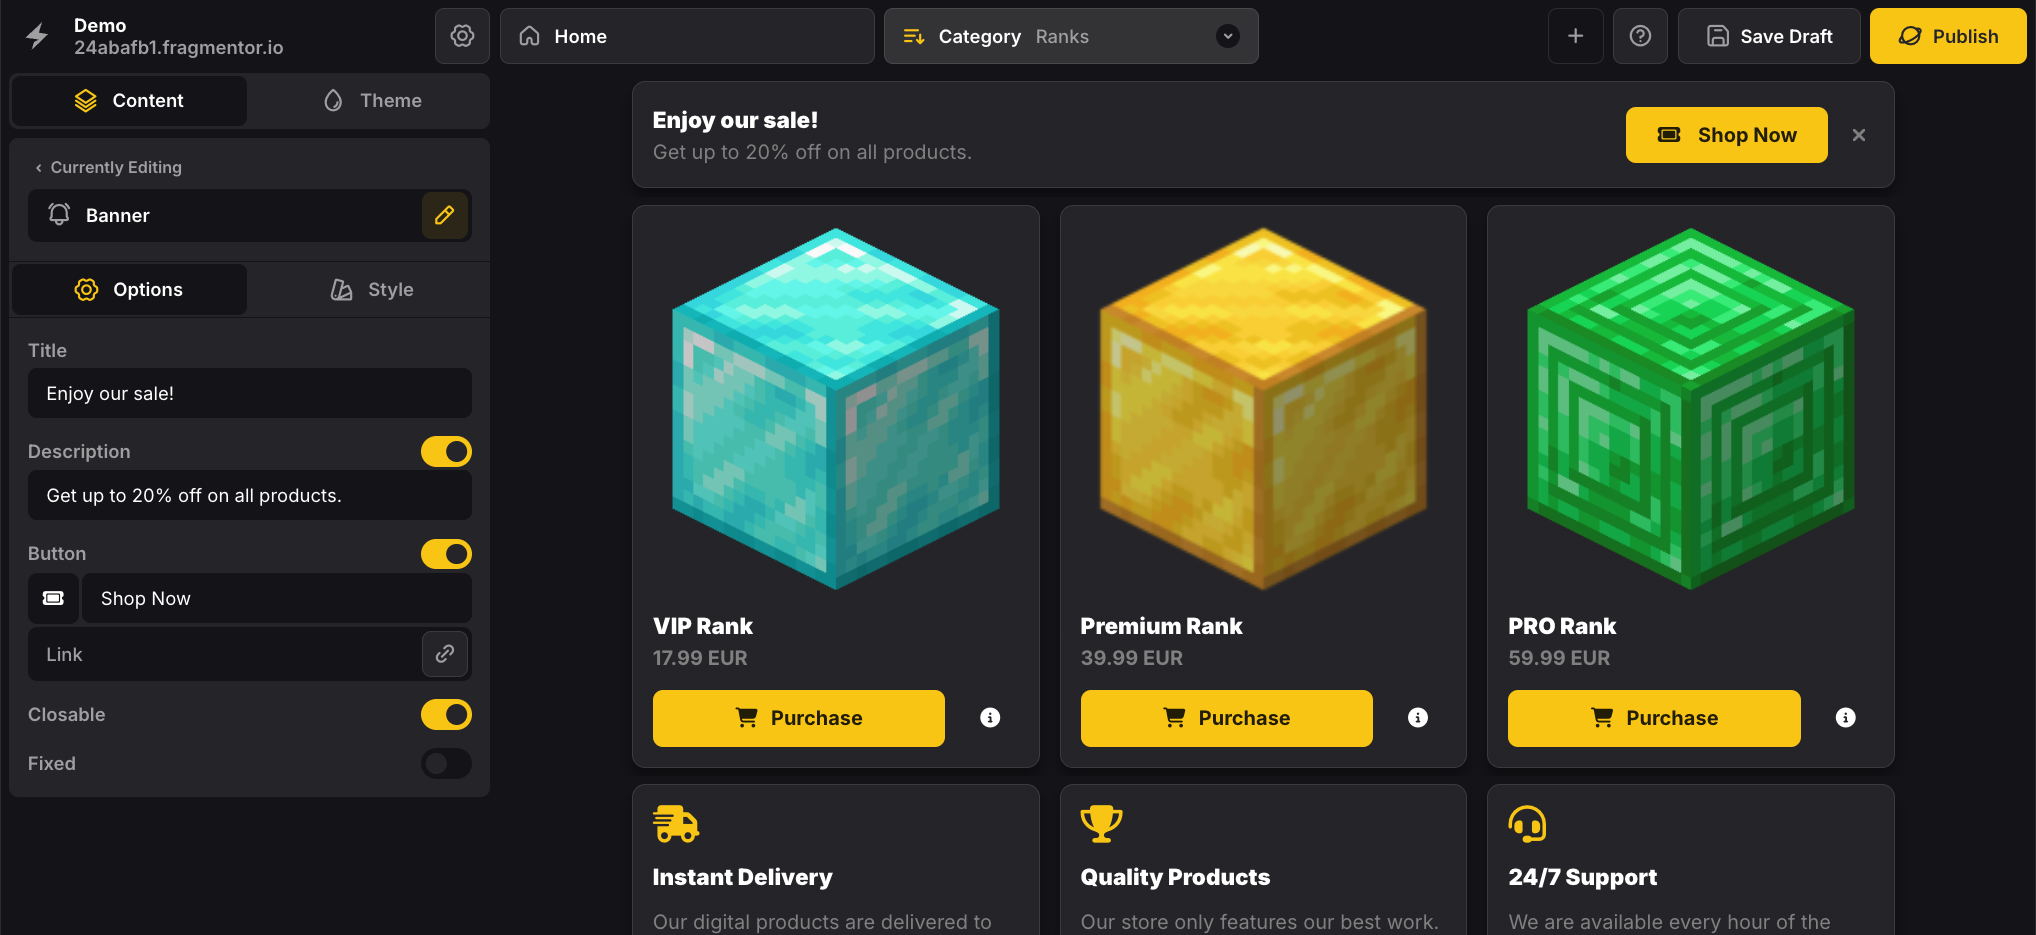 Demo
24abafb1.fragmentor.io
Home
Category Ranks
Save Draft
Publish
Content
Theme
Currently Editing
Banner
Options
Style
Title
Enjoy our sale!
Description
Get up to 20% off on all products.
Button
Shop Now
Link
Closable
Fixed
Enjoy our sale!
Get up to 20% off on all products.
Shop Now
VIP Rank
17.99 EUR
Purchase
Premium Rank
39.99 EUR
Purchase
PRO Rank
59.99 EUR
Purchase
Instant Delivery
Our digital products are delivered to
Quality Products
Our store only features our best work.
24/7 Support
We are available every hour of the